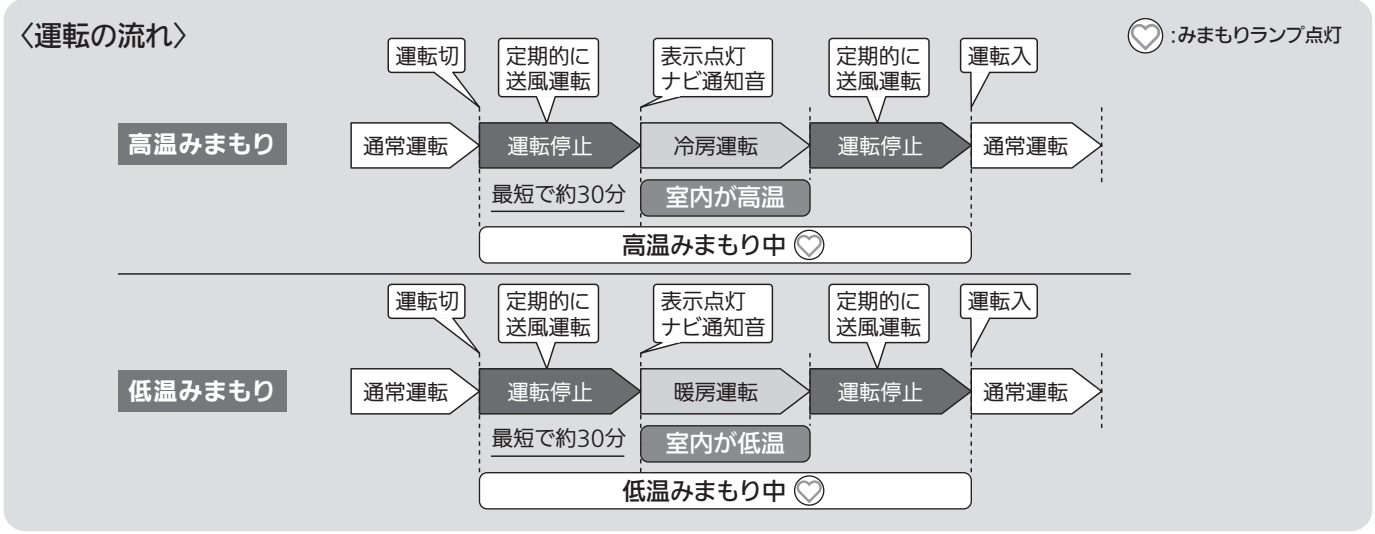 〈運転の流れ〉
:みまもりランプ点灯
運転切
定期的に
送風運転
表示点灯
ナビ通知音
定期的に
送風運転
運転入
高温みまもり
通常運転
運転停止
冷房運転
運転停止
通常運転
最短で約30分
室内が高温
高温みまもり中
運転切
定期的に
送風運転
表示点灯
ナビ通知音
定期的に
送風運転
運転入
低温みまもり
通常運転
運転停止
暖房運転
運転停止
通常運転
最短で約30分
室内が低温
低温みまもり中